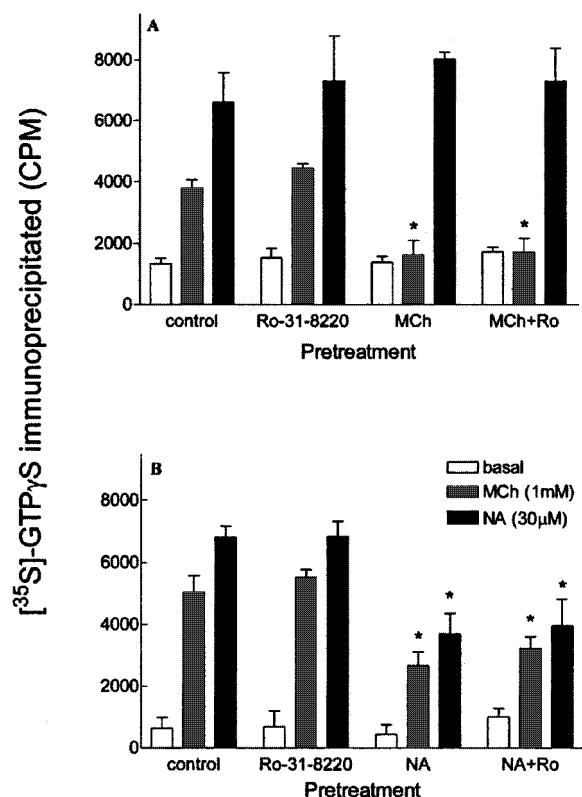 [³⁵S]-GTPγS immunoprecipitated (CPM)
A
8000
6000
4000
2000
0
* *
control Ro-31-8220 MCh MCh+Ro
Pretreatment
B
basal
MCh (1mM)
NA (30μM)
8000
6000
4000
2000
0
* * * *
control Ro-31-8220 NA NA+Ro
Pretreatment